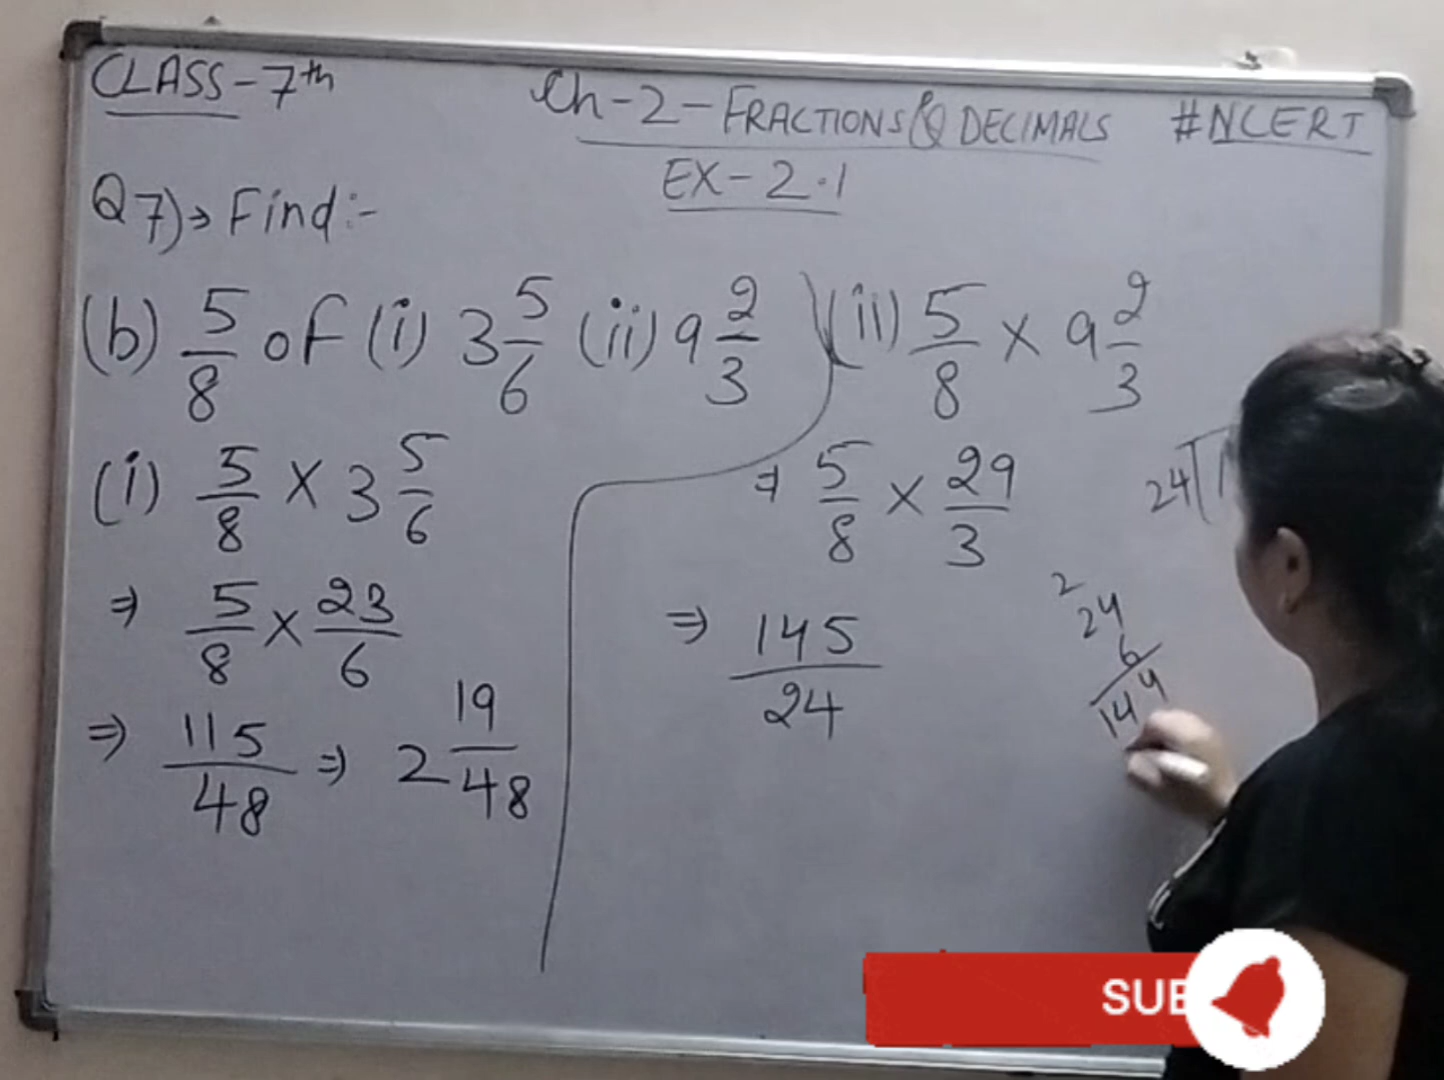 CLASS-7th
Ch-2-FRACTIONS & DECIMALS #NCERT
EX-2.1
Q7)→ Find:-
(b) 5/8 of (i) 3 5/6 (ii) 9 2/3
(i) 5/8 × 3 5/6
⇒ 5/8 × 23/6
⇒ 115/48 ⇒ 2 19/48
(ii) 5/8 × 9 2/3
⇒ 5/8 × 29/3
⇒ 145/24
24
2
24
6
144